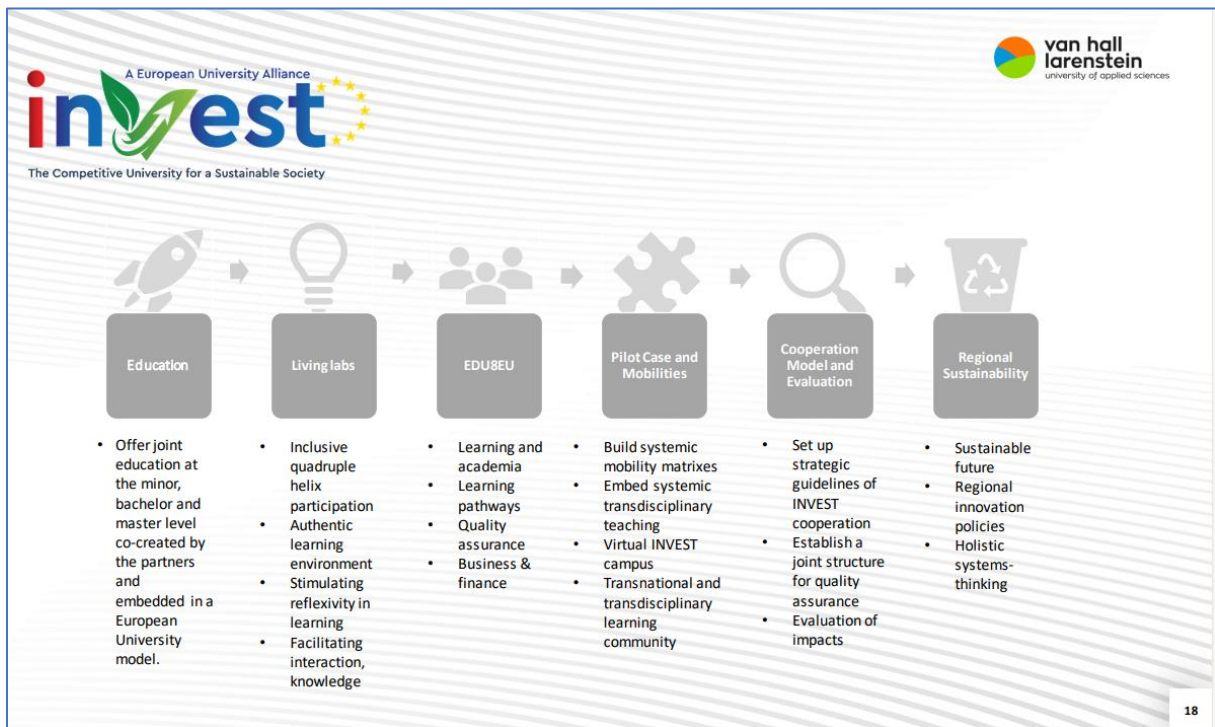 A European University Alliance
invest
The Competitive University for a Sustainable Society
van hall
larenstein
university of applied sciences
Education
• Offer joint
education at
the minor,
bachelor and
master level
co-created by
the partners
and
embedded in a
European
University
model.
Living labs
• Inclusive
quadruple
helix
participation
• Authentic
learning
environment
• Stimulating
reflexivity in
learning
• Facilitating
interaction,
knowledge
EDU8EU
• Learning and
academia
• Learning
pathways
• Quality
assurance
• Business &
finance
Pilot Case and
Mobilities
• Build systemic
mobility matrixes
• Embed systemic
transdisciplinary
teaching
• Virtual INVEST
campus
• Transnational and
transdisciplinary
learning
community
Cooperation
Model and
Evaluation
• Set up
strategic
guidelines of
INVEST
cooperation
• Establish a
joint structure
for quality
assurance
• Evaluation of
impacts
Regional
Sustainability
• Sustainable
future
• Regional
innovation
policies
• Holistic
systems-
thinking
18